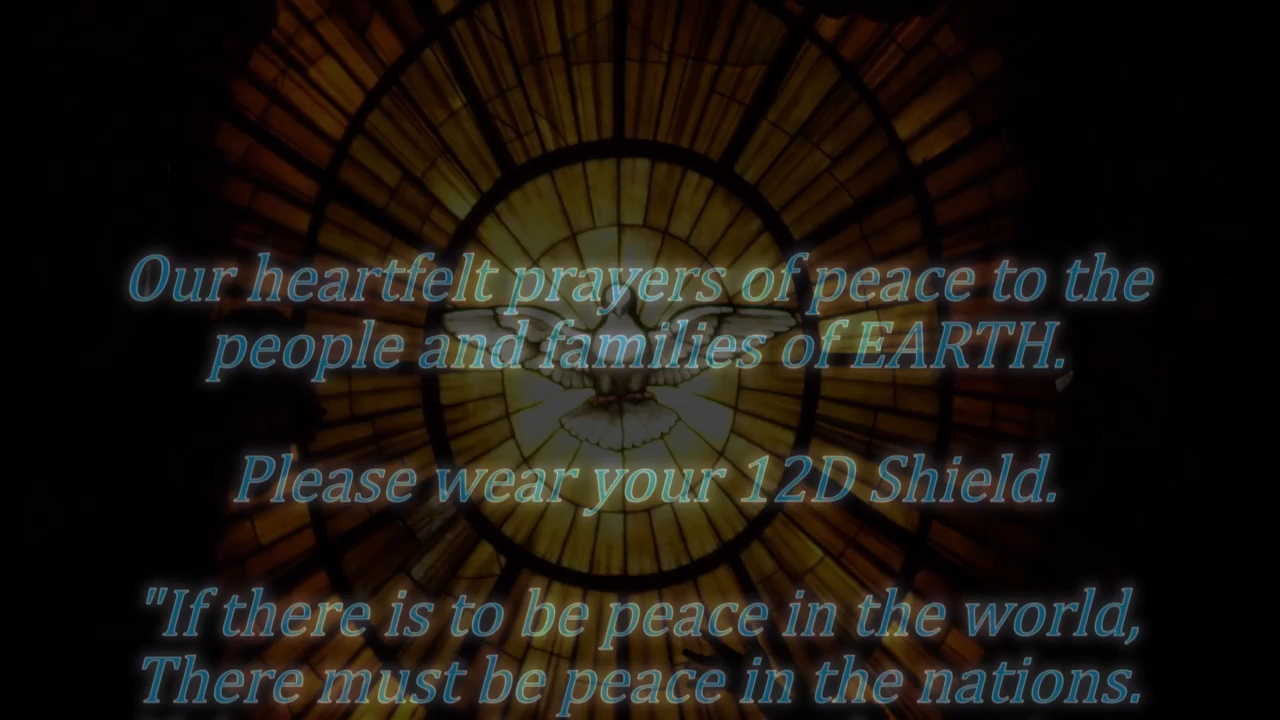 Our heartfelt prayers of peace to the
people and families of EARTH.
Please wear your 12D Shield.
"If there is to be peace in the world,
There must be peace in the nations.